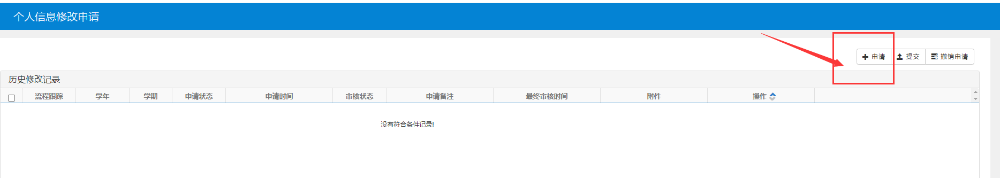 个人信息修改申请
申请 提交 撤销申请
历史修改记录
流程跟踪 学年 学期 申请状态 申请时间 审核状态 申请备注 最终审核时间 附件 操作
没有符合条件记录!